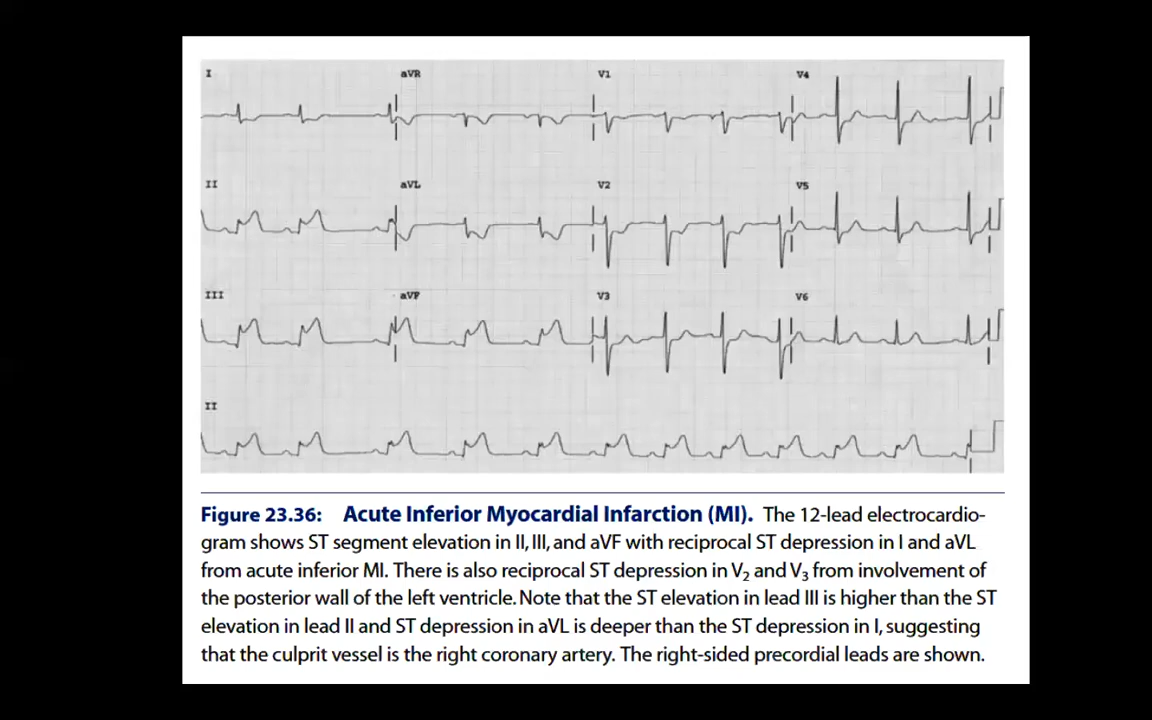 I aVR V1 V4
II aVL V2 V5
III aVF V3 V6
II
Figure 23.36: Acute Inferior Myocardial Infarction (MI). The 12-lead electrocardio-
gram shows ST segment elevation in II, III, and aVF with reciprocal ST depression in I and aVL
from acute inferior MI. There is also reciprocal ST depression in V2 and V3 from involvement of
the posterior wall of the left ventricle. Note that the ST elevation in lead III is higher than the ST
elevation in lead II and ST depression in aVL is deeper than the ST depression in I, suggesting
that the culprit vessel is the right coronary artery. The right-sided precordial leads are shown.